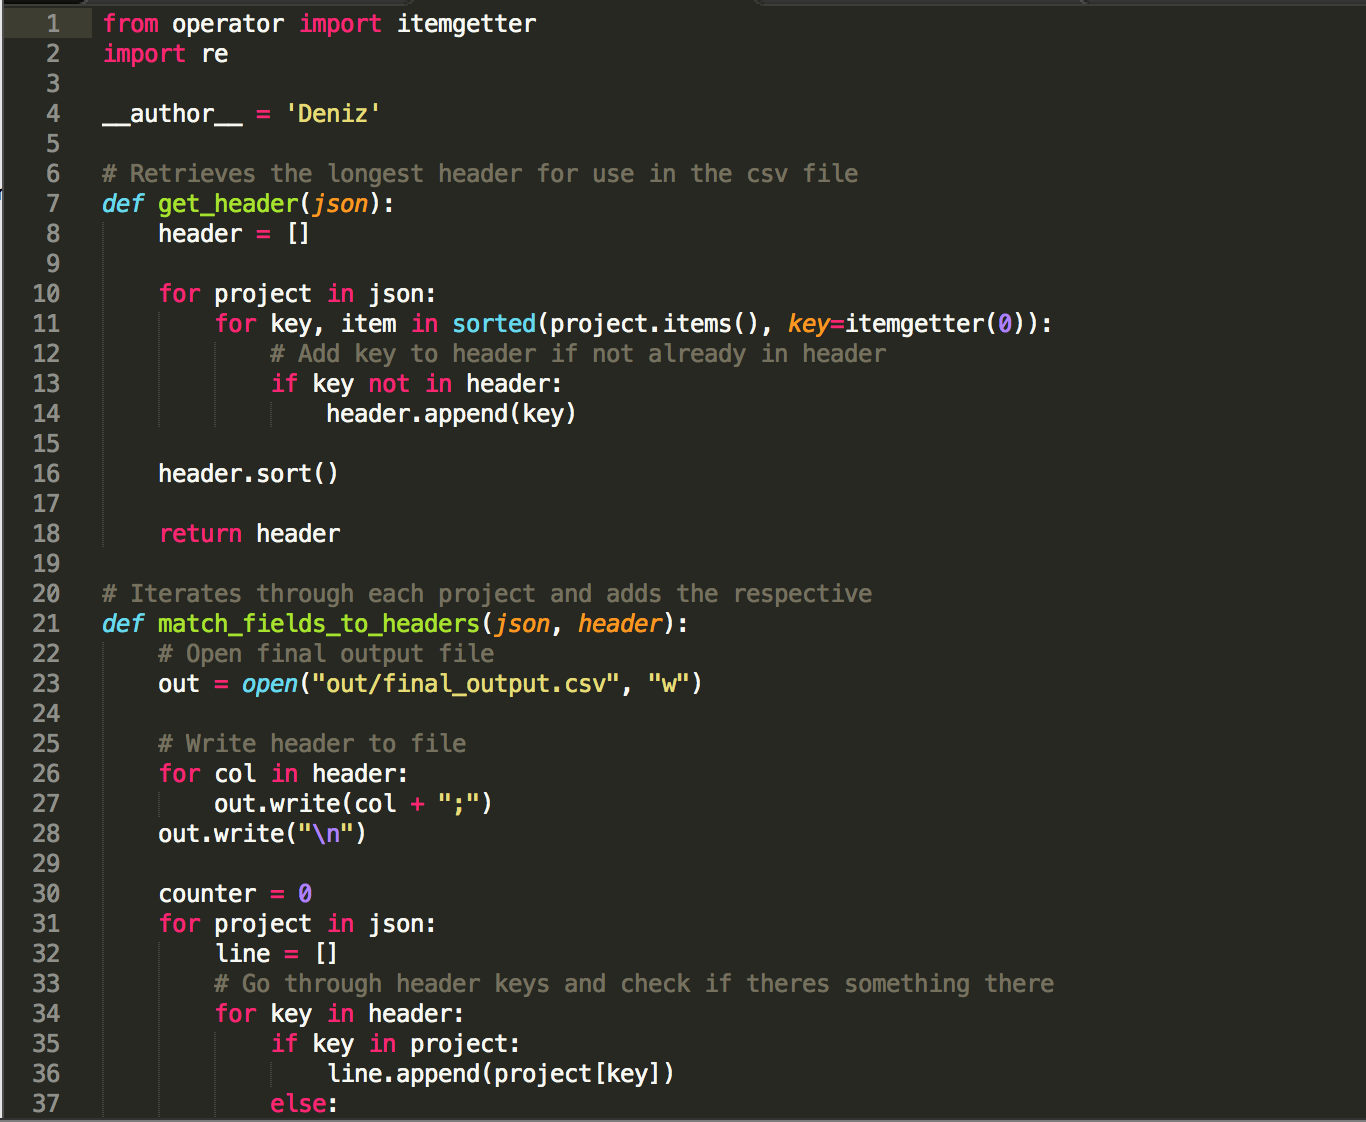 1 from operator import itemgetter
2 import re
3
4 __author__ = 'Deniz'
5
6 # Retrieves the longest header for use in the csv file
7 def get_header(json):
8     header = []
9
10     for project in json:
11         for key, item in sorted(project.items(), key=itemgetter(0)):
12             # Add key to header if not already in header
13             if key not in header:
14                 header.append(key)
15
16     header.sort()
17
18     return header
19
20 # Iterates through each project and adds the respective
21 def match_fields_to_headers(json, header):
22     # Open final output file
23     out = open("out/final_output.csv", "w")
24
25     # Write header to file
26     for col in header:
27         out.write(col + ";")
28     out.write("\n")
29
30     counter = 0
31     for project in json:
32         line = []
33         # Go through header keys and check if theres something there
34         for key in header:
35             if key in project:
36                 line.append(project[key])
37             else: